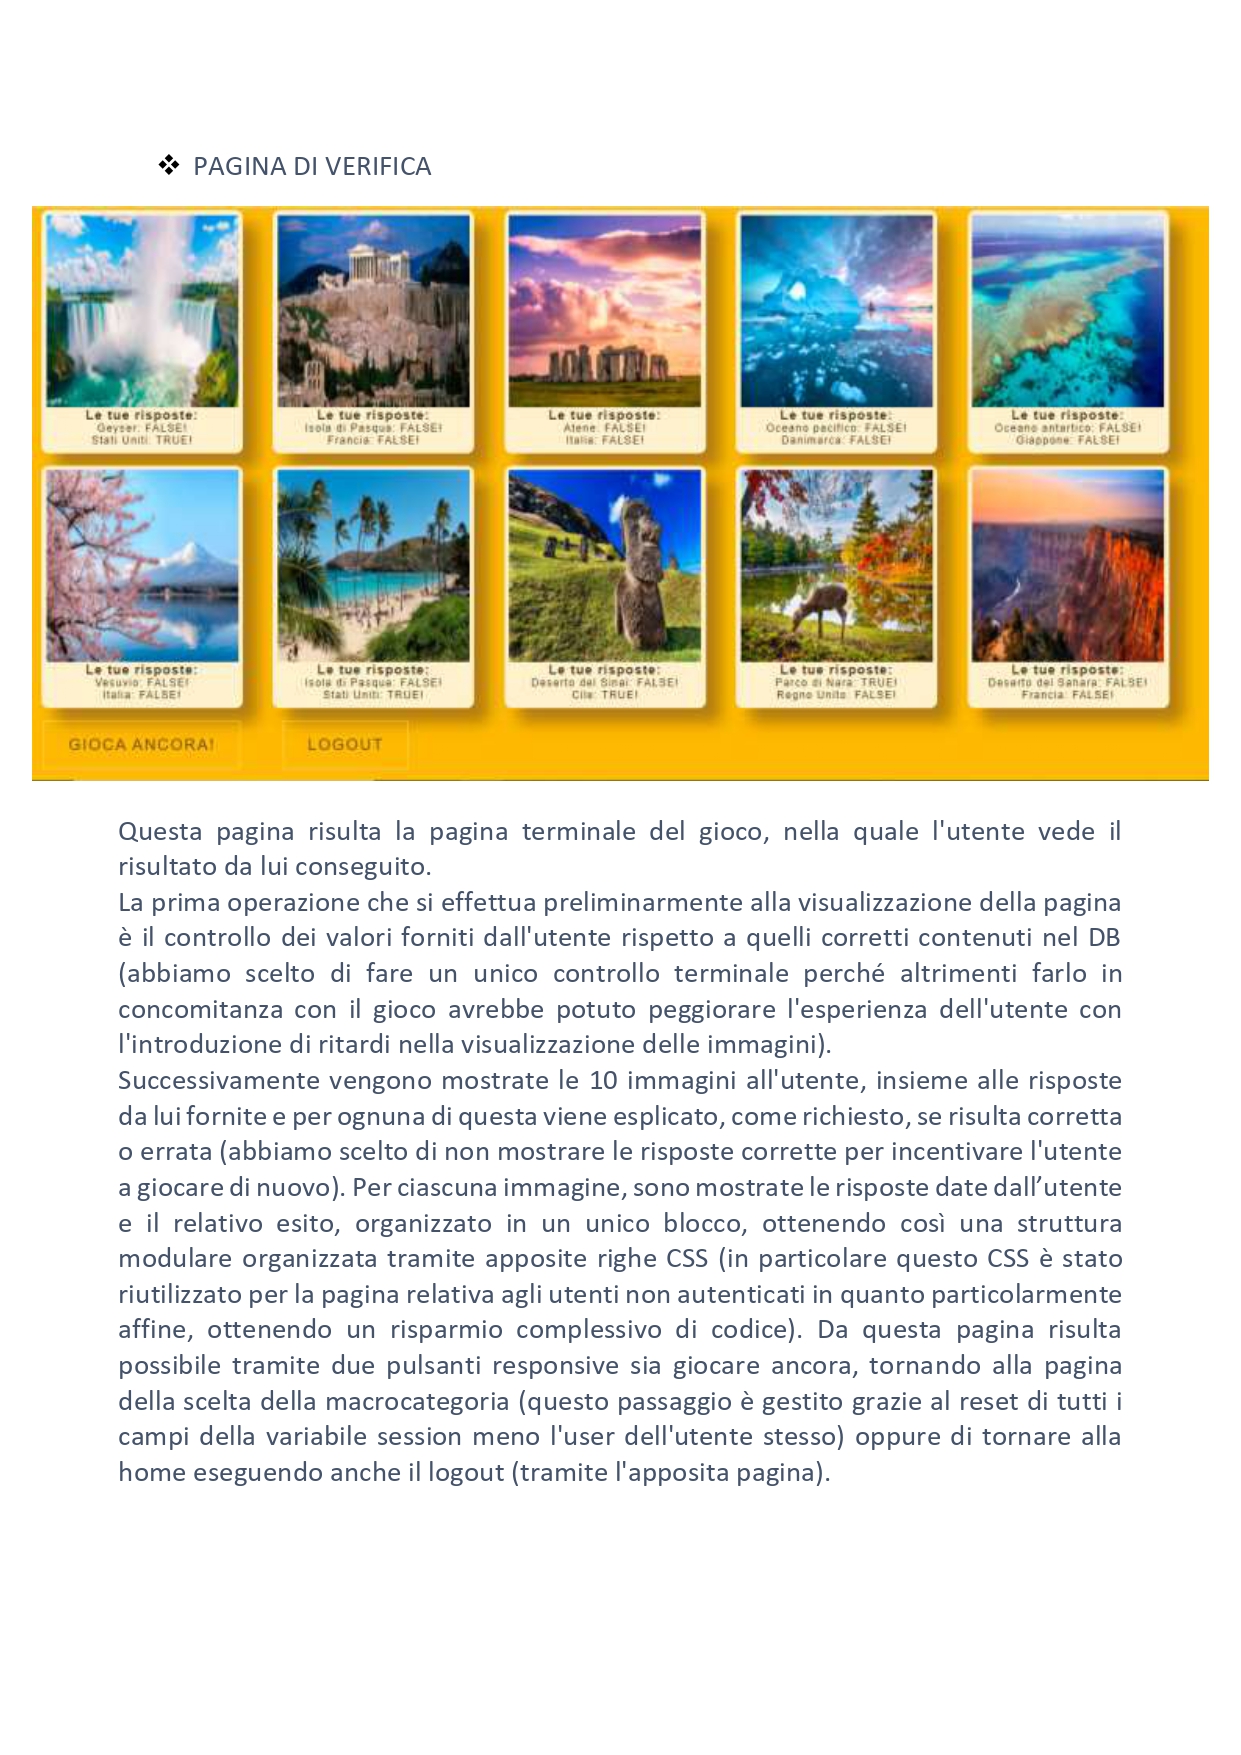 ❖ PAGINA DI VERIFICA
Le tue risposte:
Geyser: FALSE!
Stati Uniti: TRUE!
Le tue risposte:
Isola di Pasqua: FALSE!
Francia: FALSE!
Le tue risposte:
Atene: FALSE!
Italia: FALSE!
Le tue risposte:
Oceano pacifico: FALSE!
Danimarca: FALSE!
Le tue risposte:
Oceano antartico: FALSE!
Giappone: FALSE!
Le tue risposte:
Vesuvio: FALSE!
Italia: FALSE!
Le tue risposte:
Isola di Pasqua: FALSE!
Stati Uniti: TRUE!
Le tue risposte:
Deserto del Sinai: FALSE!
Cile: TRUE!
Le tue risposte:
Parco di Nara: TRUE!
Regno Unito: FALSE!
Le tue risposte:
Deserto del Sahara: FALSE!
Francia: FALSE!
GIOCA ANCORA!
LOGOUT
Questa pagina risulta la pagina terminale del gioco, nella quale l'utente vede il
risultato da lui conseguito.
La prima operazione che si effettua preliminarmente alla visualizzazione della pagina
è il controllo dei valori forniti dall'utente rispetto a quelli corretti contenuti nel DB
(abbiamo scelto di fare un unico controllo terminale perché altrimenti farlo in
concomitanza con il gioco avrebbe potuto peggiorare l'esperienza dell'utente con
l'introduzione di ritardi nella visualizzazione delle immagini).
Successivamente vengono mostrate le 10 immagini all'utente, insieme alle risposte
da lui fornite e per ognuna di questa viene esplicato, come richiesto, se risulta corretta
o errata (abbiamo scelto di non mostrare le risposte corrette per incentivare l'utente
a giocare di nuovo). Per ciascuna immagine, sono mostrate le risposte date dall’utente
e il relativo esito, organizzato in un unico blocco, ottenendo così una struttura
modulare organizzata tramite apposite righe CSS (in particolare questo CSS è stato
riutilizzato per la pagina relativa agli utenti non autenticati in quanto particolarmente
affine, ottenendo un risparmio complessivo di codice). Da questa pagina risulta
possibile tramite due pulsanti responsive sia giocare ancora, tornando alla pagina
della scelta della macrocategoria (questo passaggio è gestito grazie al reset di tutti i
campi della variabile session meno l'user dell'utente stesso) oppure di tornare alla
home eseguendo anche il logout (tramite l'apposita pagina).